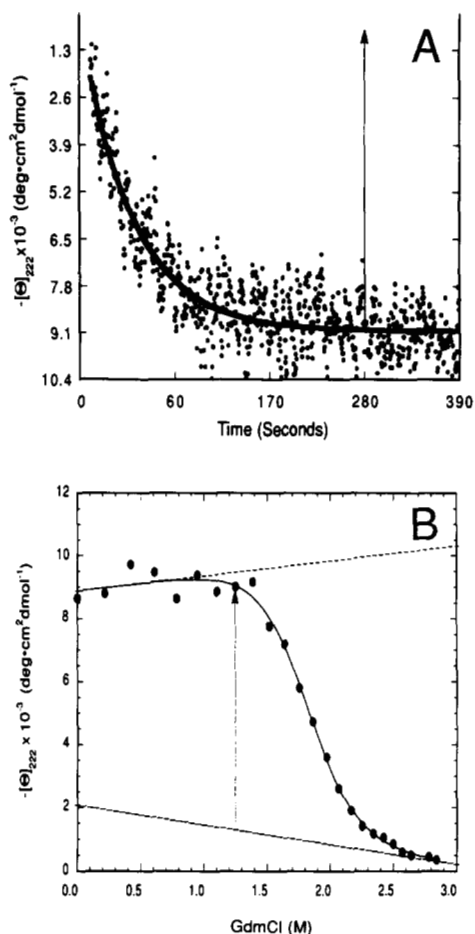 A
1.3
2.6
3.9
5.2
6.5
7.8
9.1
10.4
-[Θ]222 x10-3 (deg•cm2dmol-1)
0 60 170 280 390
Time (Seconds)
B
12
10
8
6
4
2
0
-[Θ]222 x 10-3 (deg•cm2dmol-1)
0.0 0.5 1.0 1.5 2.0 2.5 3.0
GdmCl (M)